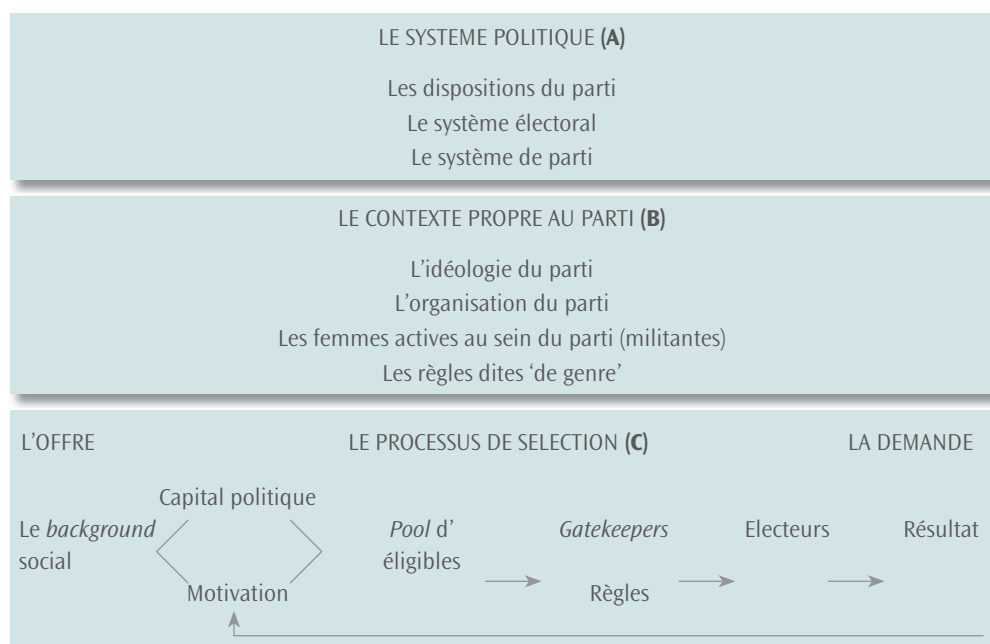 LE SYSTEME POLITIQUE (A)
Les dispositions du parti
Le système électoral
Le système de parti
LE CONTEXTE PROPRE AU PARTI (B)
L’idéologie du parti
L’organisation du parti
Les femmes actives au sein du parti (militantes)
Les règles dites ‘de genre’
L’OFFRE LE PROCESSUS DE SELECTION (C) LA DEMANDE
Capital politique
Le background Pool d’ Gatekeepers Electeurs Résultat
social éligibles
Motivation Règles